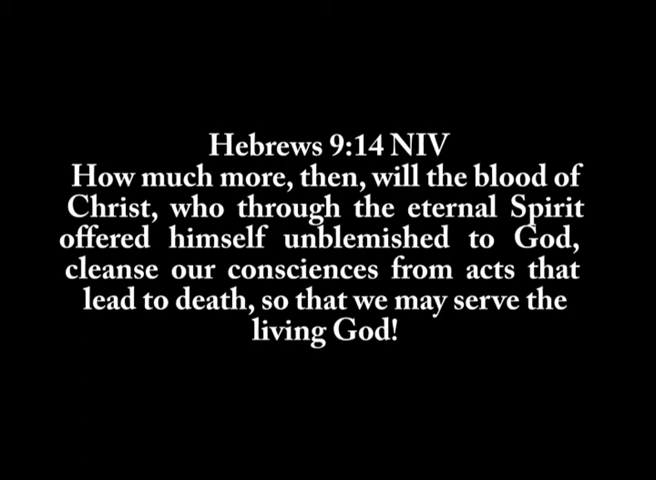 Hebrews 9:14 NIV
How much more, then, will the blood of
Christ, who through the eternal Spirit
offered himself unblemished to God,
cleanse our consciences from acts that
lead to death, so that we may serve the
living God!